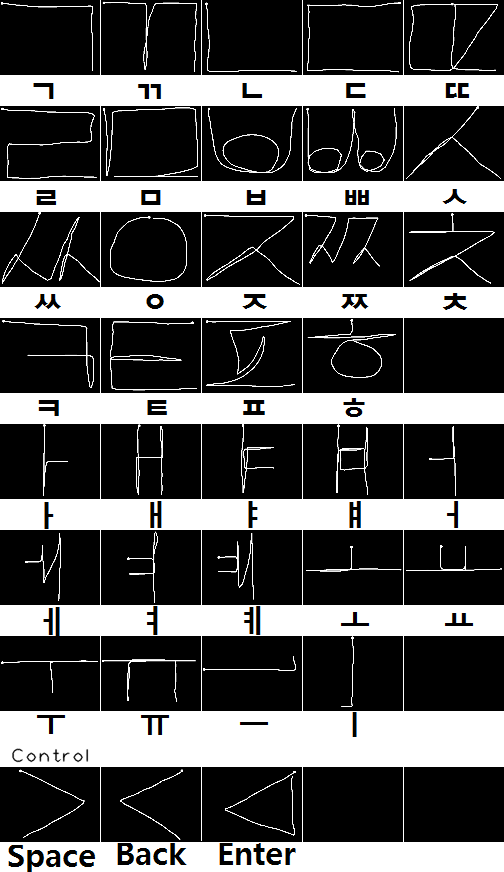 ㄱ ㄲ ㄴ ㄷ ㄸ
ㄹ ㅁ ㅂ ㅃ ㅅ
ㅆ ㅇ ㅈ ㅉ ㅊ
ㅋ ㅌ ㅍ ㅎ
ㅏ ㅐ ㅑ ㅒ ㅓ
ㅔ ㅕ ㅖ ㅗ ㅛ
ㅜ ㅠ ㅡ ㅣ
Control
Space Back Enter